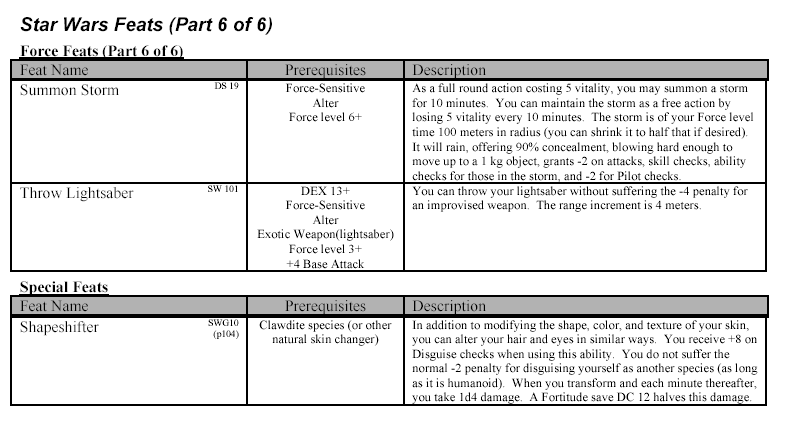 Star Wars Feats (Part 6 of 6)
Force Feats (Part 6 of 6)
Feat Name Prerequisites Description
Summon Storm DS 19
Force-Sensitive
Alter
Force level 6+
As a full round action costing 5 vitality, you may summon a storm
for 10 minutes. You can maintain the storm as a free action by
losing 5 vitality every 10 minutes. The storm is of your Force level
time 100 meters in radius (you can shrink it to half that if desired).
It will rain, offering 90% concealment, blowing hard enough to
move up to a 1 kg object, grants -2 on attacks, skill checks, ability
checks for those in the storm, and -2 for Pilot checks.
Throw Lightsaber SW 101
DEX 13+
Force-Sensitive
Alter
Exotic Weapon(lightsaber)
Force level 3+
+4 Base Attack
You can throw your lightsaber without suffering the -4 penalty for
an improvised weapon. The range increment is 4 meters.
Special Feats
Feat Name Prerequisites Description
Shapeshifter SWG10
(p104)
Clawdite species (or other
natural skin changer)
In addition to modifying the shape, color, and texture of your skin,
you can alter your hair and eyes in similar ways. You receive +8 on
Disguise checks when using this ability. You do not suffer the
normal -2 penalty for disguising yourself as another species (as long
as it is humanoid). When you transform and each minute thereafter,
you take 1d4 damage. A Fortitude save DC 12 halves this damage.